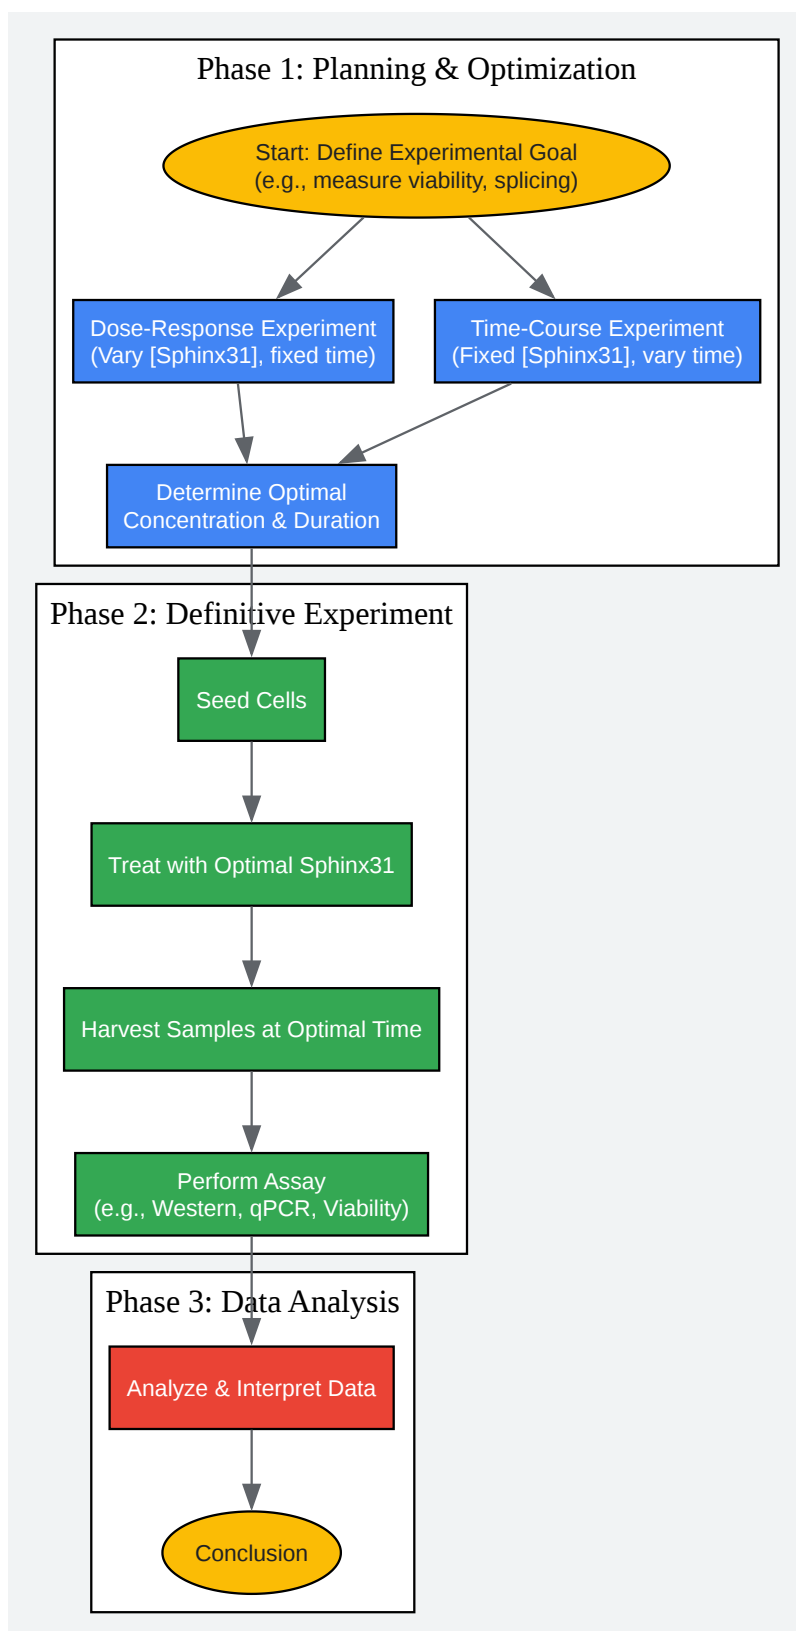 Phase 1: Planning & Optimization
Start: Define Experimental Goal
(e.g., measure viability, splicing)
Dose-Response Experiment
(Vary [Sphinx31], fixed time)
Time-Course Experiment
(Fixed [Sphinx31], vary time)
Determine Optimal
Concentration & Duration
Phase 2: Definitive Experiment
Seed Cells
Treat with Optimal Sphinx31
Harvest Samples at Optimal Time
Perform Assay
(e.g., Western, qPCR, Viability)
Phase 3: Data Analysis
Analyze & Interpret Data
Conclusion